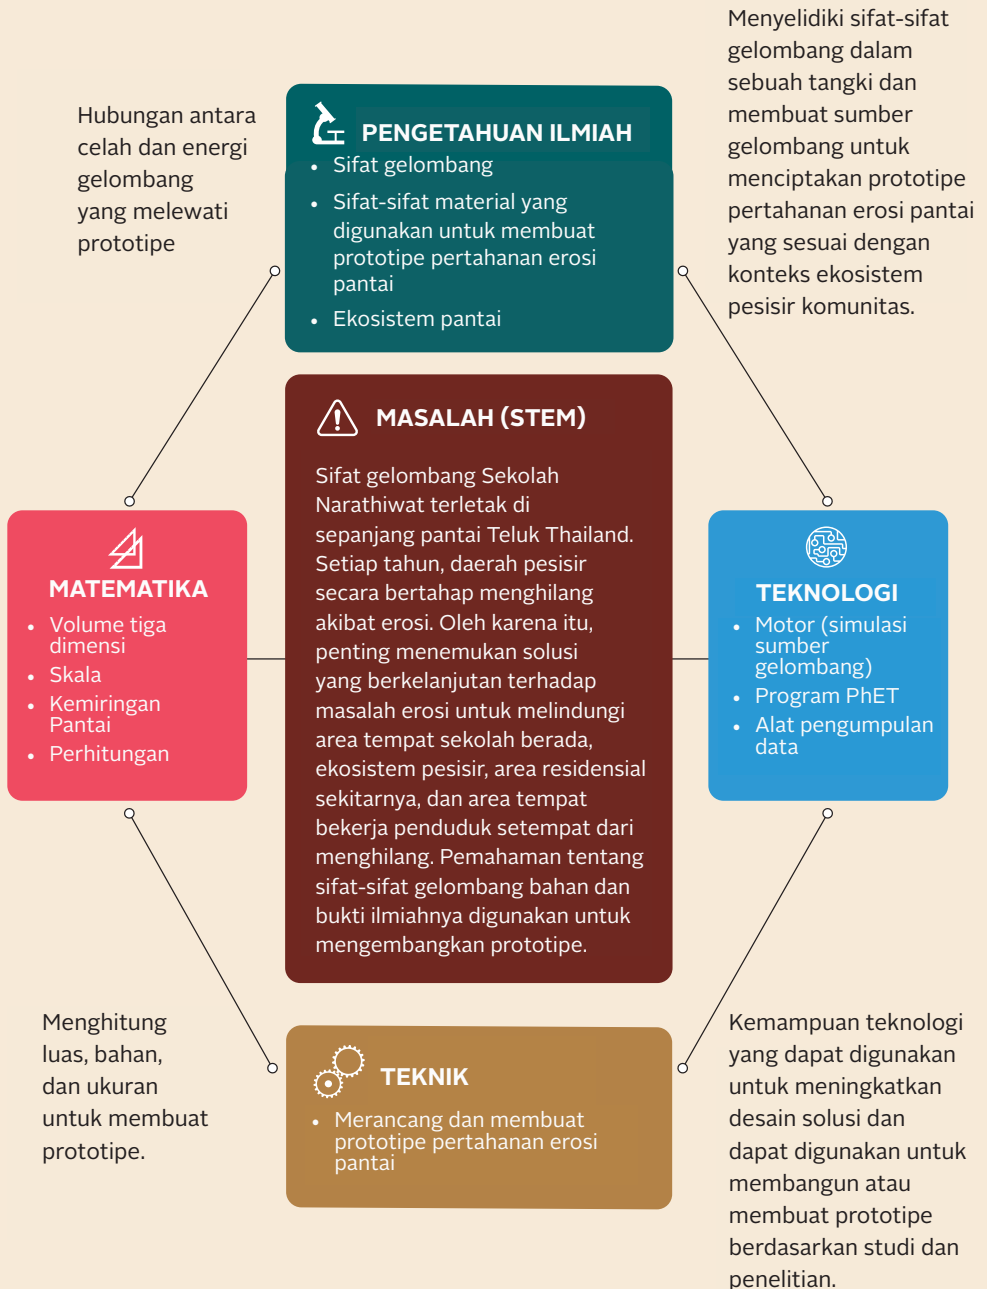 Menyelidiki sifat-sifat
gelombang dalam
sebuah tangki dan
membuat sumber
gelombang untuk
menciptakan prototipe
pertahanan erosi pantai
yang sesuai dengan
konteks ekosistem
pesisir komunitas.
Hubungan antara
celah dan energi
gelombang
yang melewati
prototipe
PENGETAHUAN ILMIAH
• Sifat gelombang
• Sifat-sifat material yang
digunakan untuk membuat
prototipe pertahanan erosi
pantai
• Ekosistem pantai
MASALAH (STEM)
Sifat gelombang Sekolah
Narathiwat terletak di
sepanjang pantai Teluk Thailand.
Setiap tahun, daerah pesisir
secara bertahap menghilang
akibat erosi. Oleh karena itu,
penting menemukan solusi
yang berkelanjutan terhadap
masalah erosi untuk melindungi
area tempat sekolah berada,
ekosistem pesisir, area residensial
sekitarnya, dan area tempat
bekerja penduduk setempat dari
menghilang. Pemahaman tentang
sifat-sifat gelombang bahan dan
bukti ilmiahnya digunakan untuk
mengembangkan prototipe.
MATEMATIKA
• Volume tiga
dimensi
• Skala
• Kemiringan
Pantai
• Perhitungan
TEKNOLOGI
• Motor (simulasi
sumber
gelombang)
• Program PhET
• Alat pengumpulan
data
Menghitung
luas, bahan,
dan ukuran
untuk membuat
prototipe.
TEKNIK
• Merancang dan membuat
prototipe pertahanan erosi
pantai
Kemampuan teknologi
yang dapat digunakan
untuk meningkatkan
desain solusi dan
dapat digunakan untuk
membangun atau
membuat prototipe
berdasarkan studi dan
penelitian.